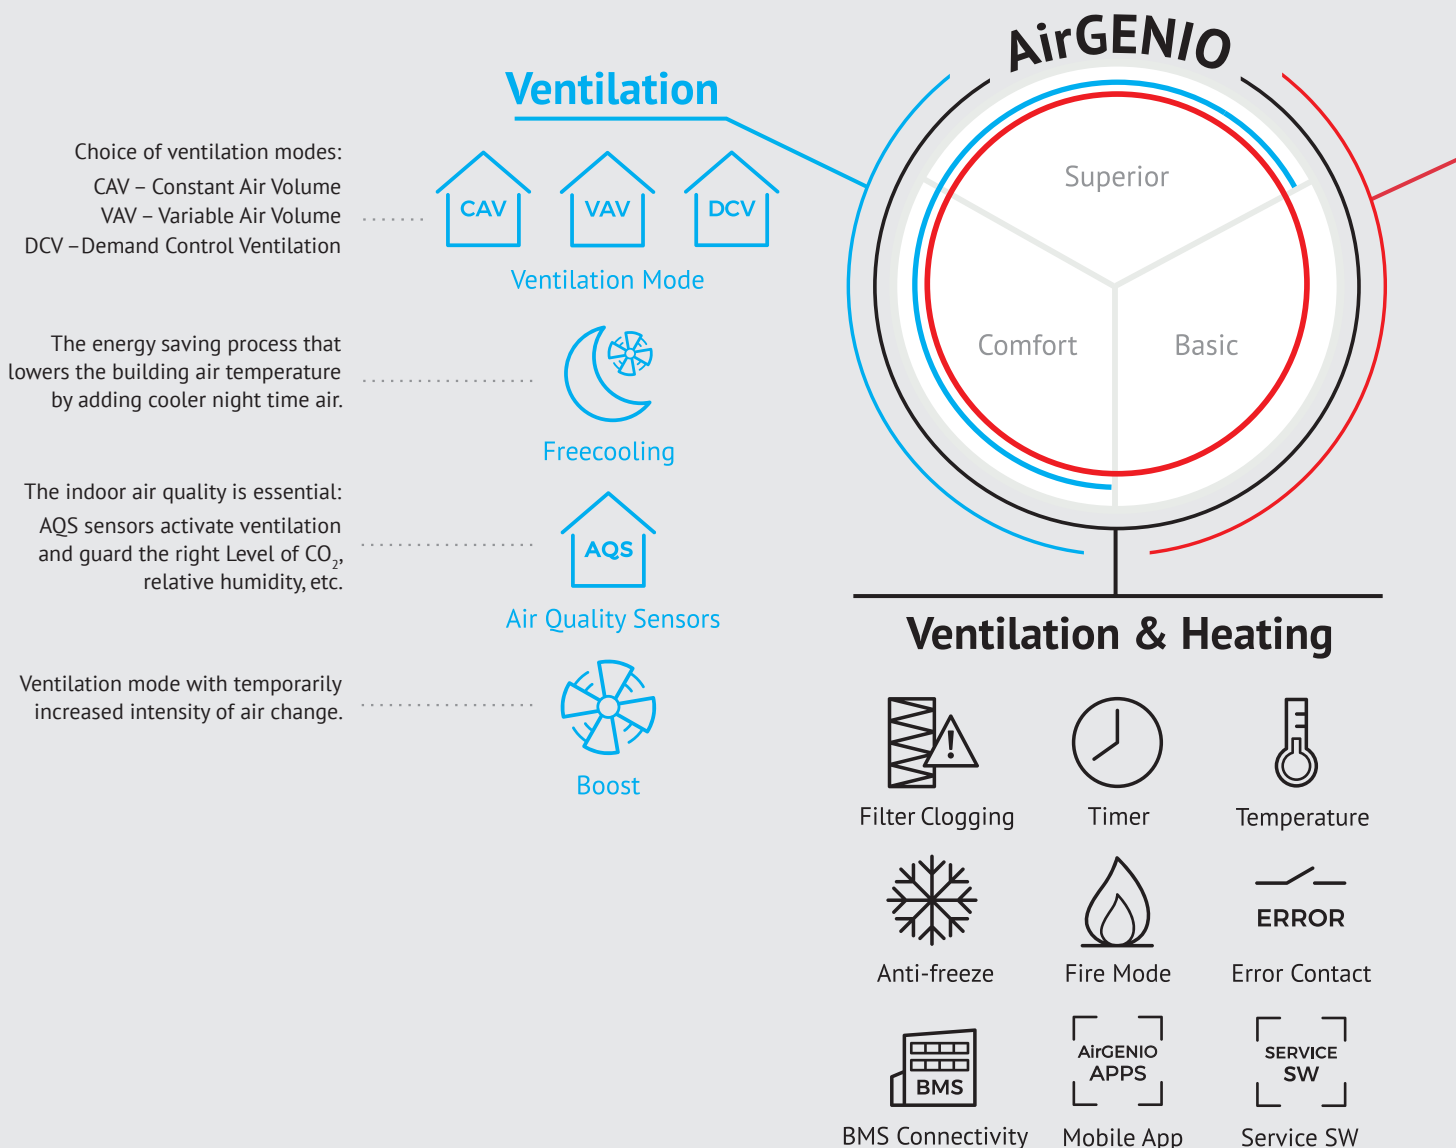 AirGENIO
Ventilation
Choice of ventilation modes:
CAV – Constant Air Volume
VAV – Variable Air Volume
DCV –Demand Control Ventilation
CAV
VAV
DCV
Ventilation Mode
The energy saving process that
lowers the building air temperature
by adding cooler night time air.
Freecooling
The indoor air quality is essential:
AQS sensors activate ventilation
and guard the right Level of CO₂,
relative humidity, etc.
AQS
Air Quality Sensors
Ventilation mode with temporarily
increased intensity of air change.
Boost
Superior
Comfort
Basic
Ventilation & Heating
!
Filter Clogging
Timer
Temperature
Anti-freeze
Fire Mode
ERROR
Error Contact
BMS
BMS Connectivity
AirGENIO
APPS
Mobile App
SERVICE
SW
Service SW